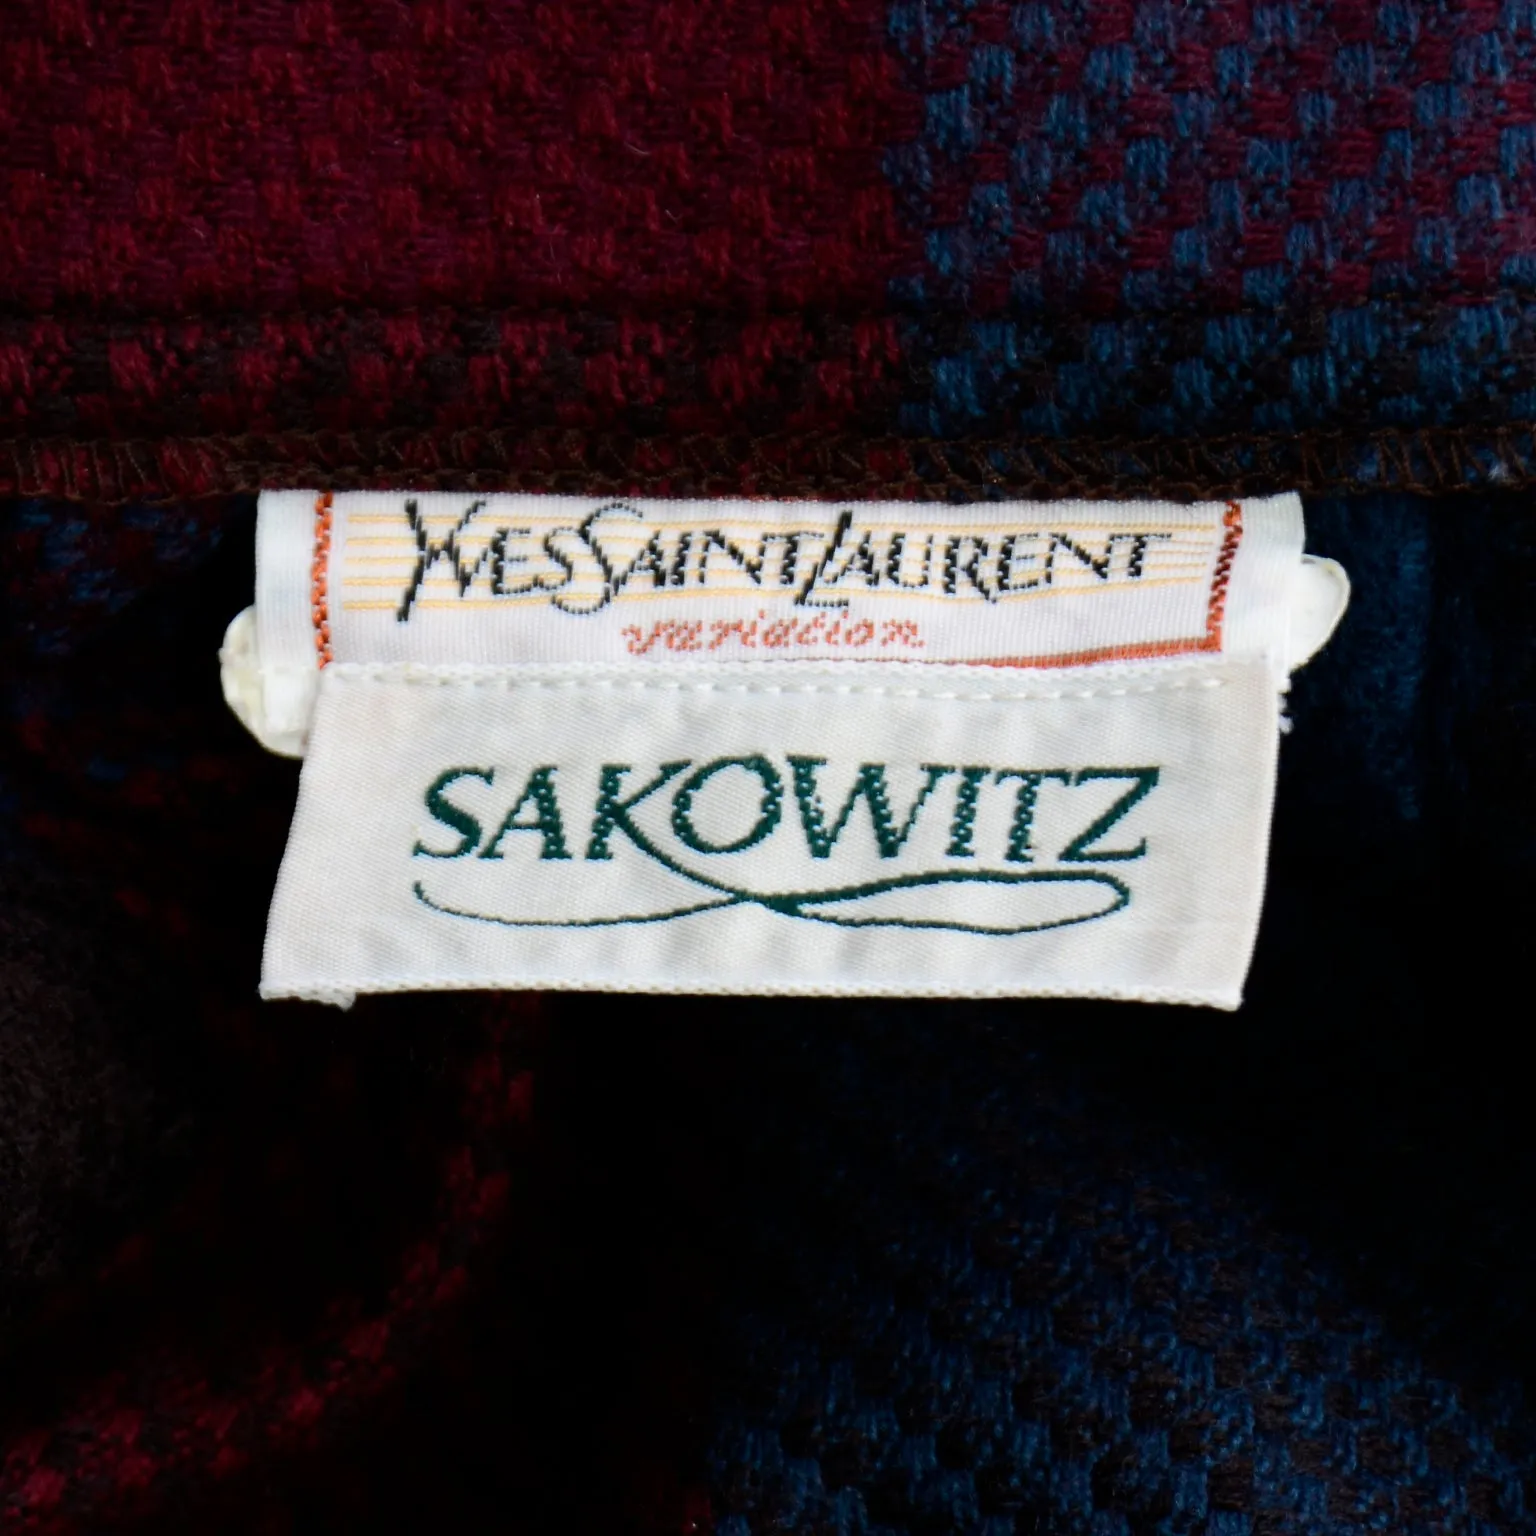 YVESSAINTLAURENT
variation
SAKOWITZ